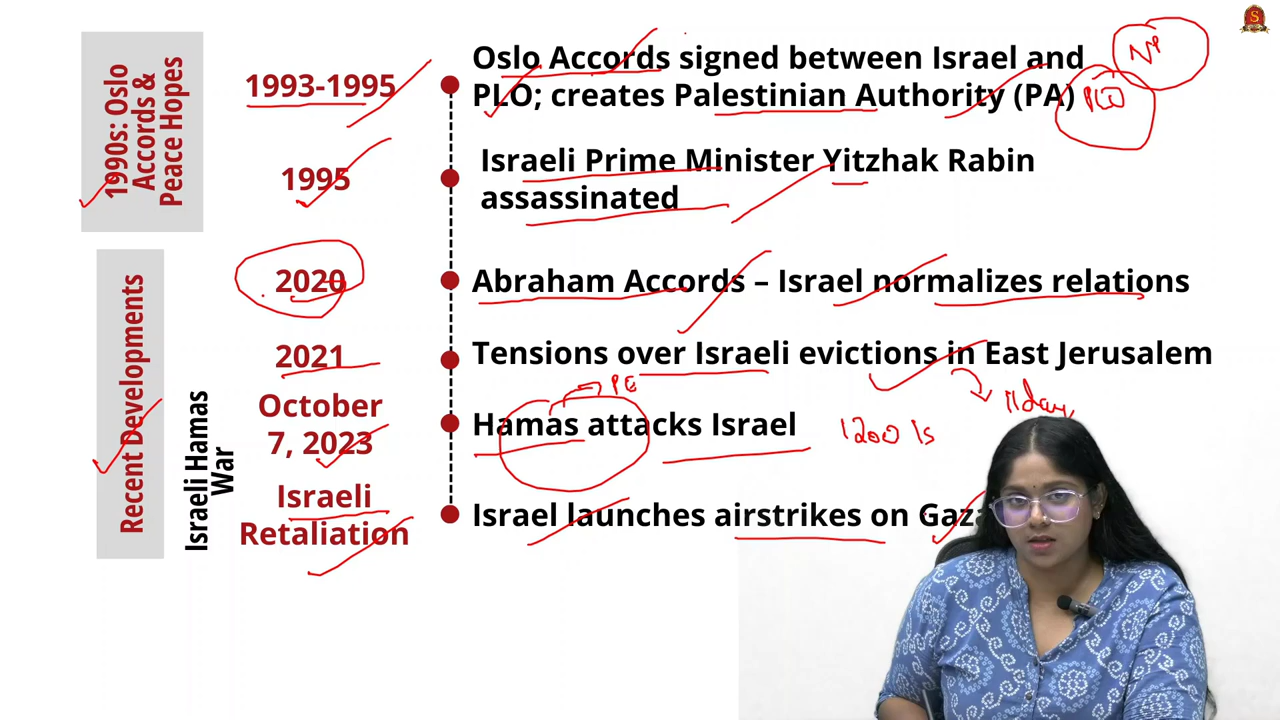 1990s: Oslo
Accords &
Peace Hopes
1993-1995
Oslo Accords signed between Israel and
PLO; creates Palestinian Authority (PA)
PLO
1995
Israeli Prime Minister Yitzhak Rabin
assassinated
Recent Developments
2020
Abraham Accords – Israel normalizes relations
2021
Tensions over Israeli evictions in East Jerusalem
11 day
Israeli Hamas
War
October
7, 2023
Hamas attacks Israel
1200 Is
Israeli
Retaliation
Israel launches airstrikes on Gaza